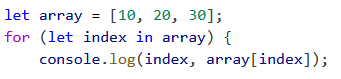 let array = [10, 20, 30];
for (let index in array) {
    console.log(index, array[index]);